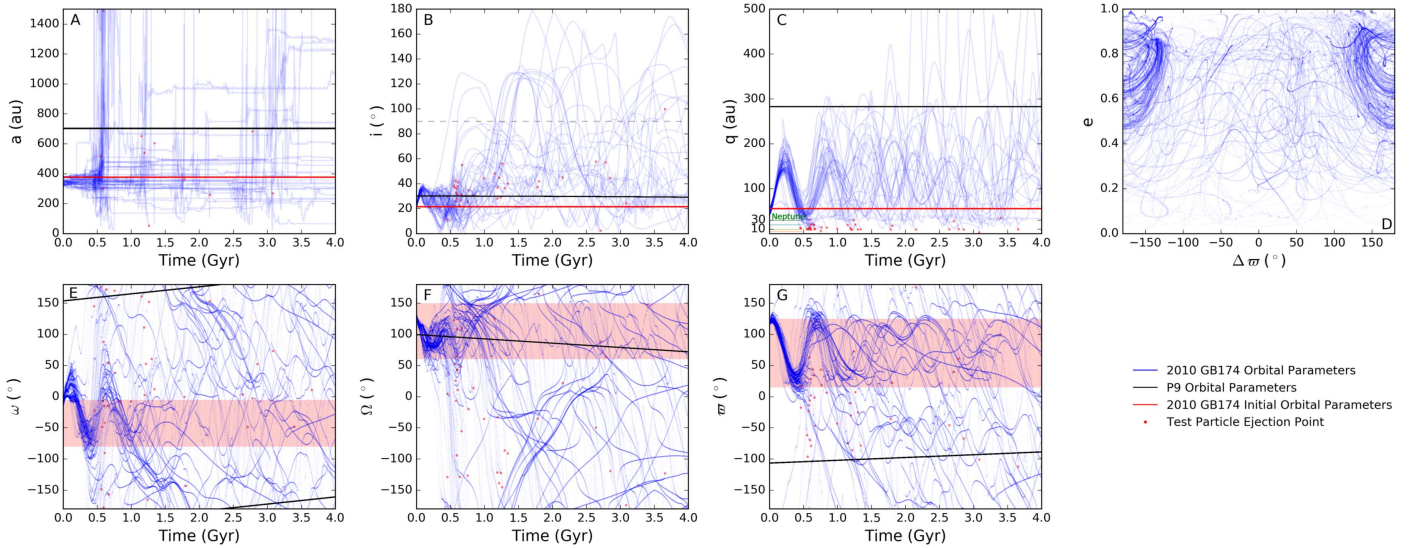 A
B
C
a (au)
1400
1200
1000
800
600
400
200
0
0.0 0.5 1.0 1.5 2.0 2.5 3.0 3.5 4.0
Time (Gyr)
i (°
180
160
140
120
100
80
60
40
20
0
0.0 0.5 1.0 1.5 2.0 2.5 3.0 3.5 4.0
Time (Gyr)
q (au)
500
400
300
200
100
50
30
10
Neptune
0.0 0.5 1.0 1.5 2.0 2.5 3.0 3.5 4.0
Time (Gyr)
e
1.0
0.8
0.6
0.4
0.2
0.0
D
−150 −100 −50 0 50 100 150
Δ ϖ (°)
E
F
G
ω (°)
150
100
50
0
−50
−100
−150
0.0 0.5 1.0 1.5 2.0 2.5 3.0 3.5 4.0
Time (Gyr)
Ω (°)
150
100
50
0
−50
−100
−150
0.0 0.5 1.0 1.5 2.0 2.5 3.0 3.5 4.0
Time (Gyr)
ϖ (°)
150
100
50
0
−50
−100
−150
0.0 0.5 1.0 1.5 2.0 2.5 3.0 3.5 4.0
Time (Gyr)
2010 GB174 Orbital Parameters
P9 Orbital Parameters
2010 GB174 Initial Orbital Parameters
Test Particle Ejection Point